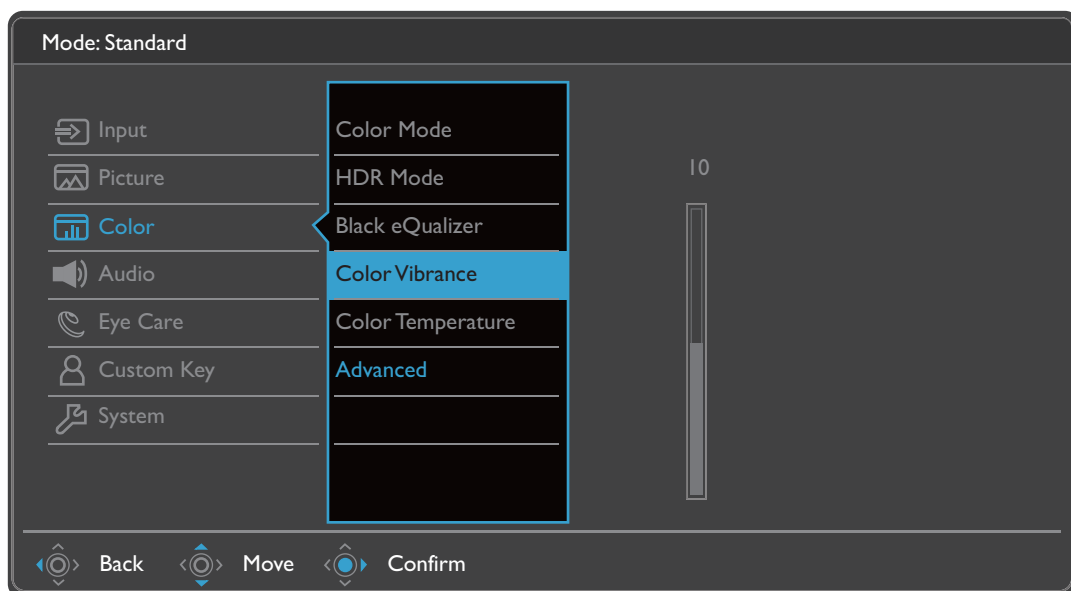 Mode: Standard
Input
Picture
Color
Audio
Eye Care
Custom Key
System
Color Mode
HDR Mode
Black eQualizer
Color Vibrance
Color Temperature
Advanced
10
Back Move Confirm